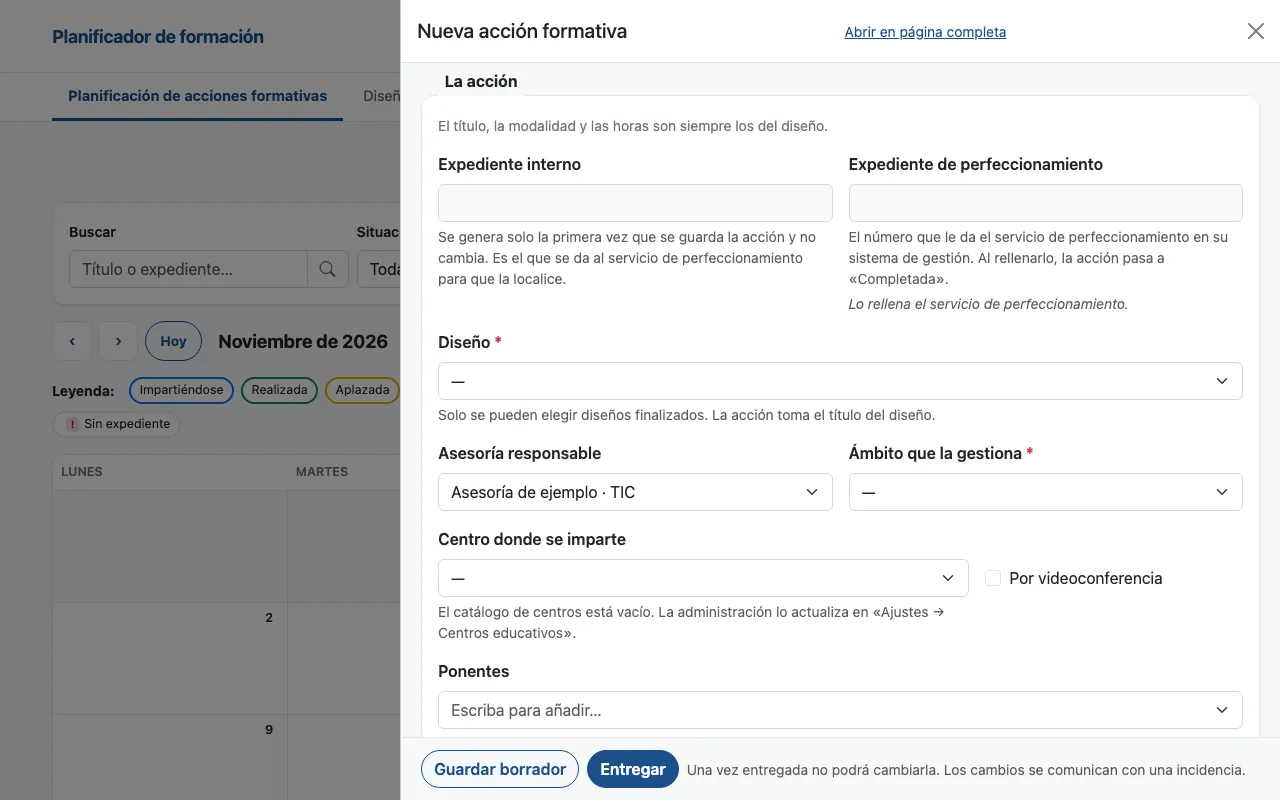 Planificador de formación
Planificación de acciones formativas
Diseñ
Buscar
Situac
Título o expediente...
Toda
‹
›
Hoy
Noviembre de 2026
Leyenda:
Impartiéndose
Realizada
Aplazada
! Sin expediente
LUNES
MARTES
2
9
Nueva acción formativa
Abrir en página completa
La acción
El título, la modalidad y las horas son siempre los del diseño.
Expediente interno
Expediente de perfeccionamiento
Se genera solo la primera vez que se guarda la acción y no
cambia. Es el que se da al servicio de perfeccionamiento
para que la localice.
El número que le da el servicio de perfeccionamiento en su
sistema de gestión. Al rellenarlo, la acción pasa a
«Completada».
Lo rellena el servicio de perfeccionamiento.
Diseño *
—
Solo se pueden elegir diseños finalizados. La acción toma el título del diseño.
Asesoría responsable
Ámbito que la gestiona *
Asesoría de ejemplo · TIC
—
Centro donde se imparte
—
Por videoconferencia
El catálogo de centros está vacío. La administración lo actualiza en «Ajustes →
Centros educativos».
Ponentes
Escriba para añadir...
Guardar borrador
Entregar
Una vez entregada no podrá cambiarla. Los cambios se comunican con una incidencia.